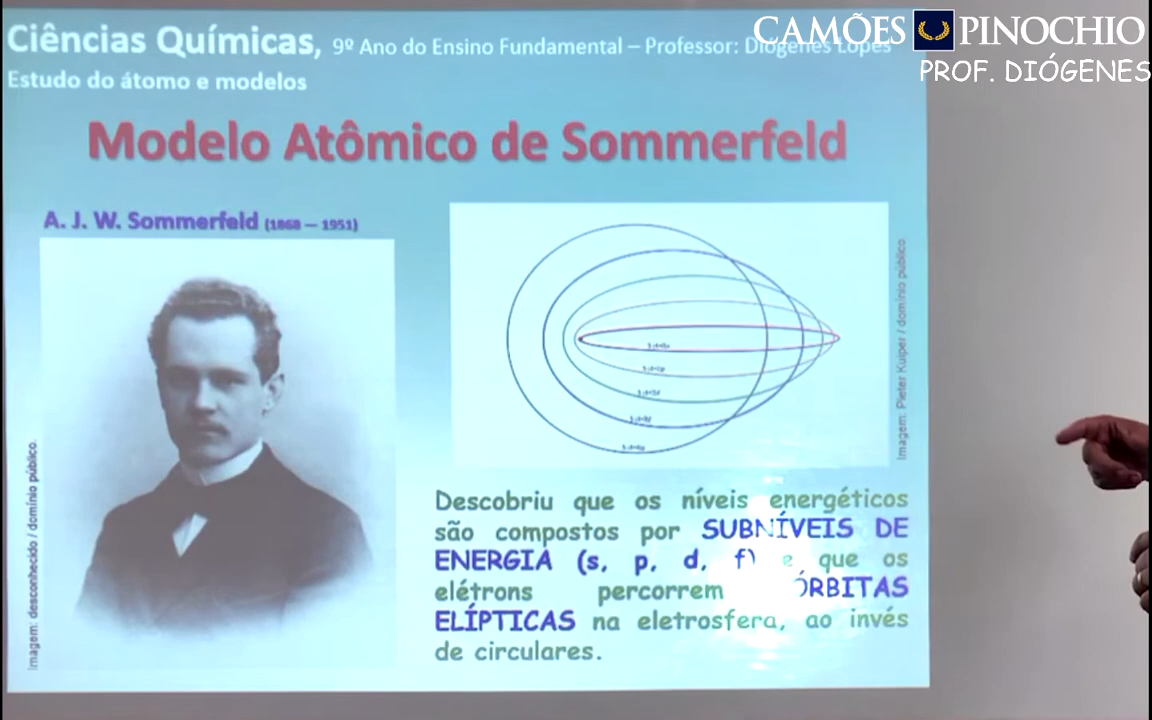 Ciências Químicas, 9º Ano do Ensino Fundamental – Professor: Diógenes Lopes
Estudo do átomo e modelos
CAMÕES PINOCHIO
PROF. DIÓGENES
Modelo Atômico de Sommerfeld
A. J. W. Sommerfeld (1868 – 1951)
Imagem: desconhecido / domínio público.
Imagem: Pieter Kuiper / domínio público
Descobriu que os níveis energéticos
são compostos por SUBNÍVEIS DE
ENERGIA (s, p, d, f) e que os
elétrons percorrem ÓRBITAS
ELÍPTICAS na eletrosfera, ao invés
de circulares.